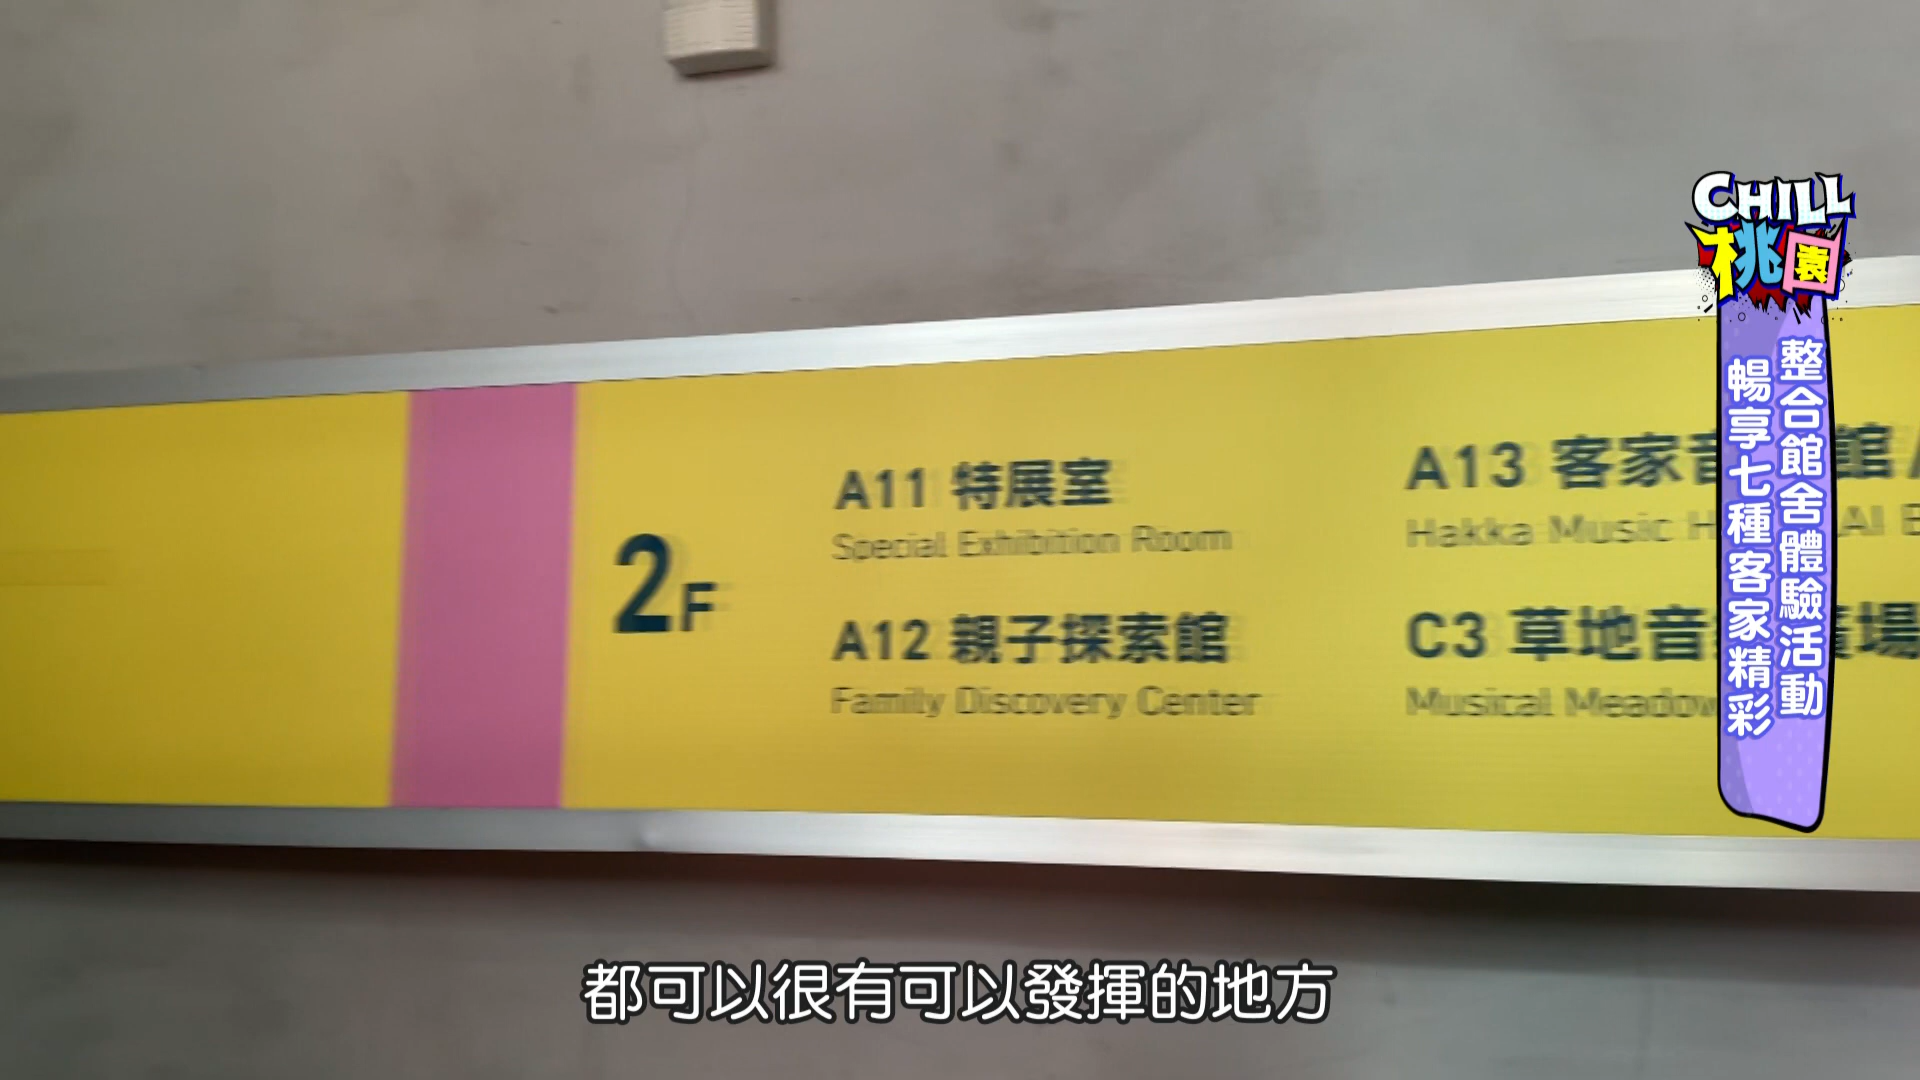 CHILL
桃園
整合館舍體驗活動
暢享七種客家精彩
2F
A11 特展室
Special Exhibition Room
A12 親子探索館
Family Discovery Center
A13 客家音 館
Hakka Music
C3 草地音 場
Musical Meadow
都可以很有可以發揮的地方